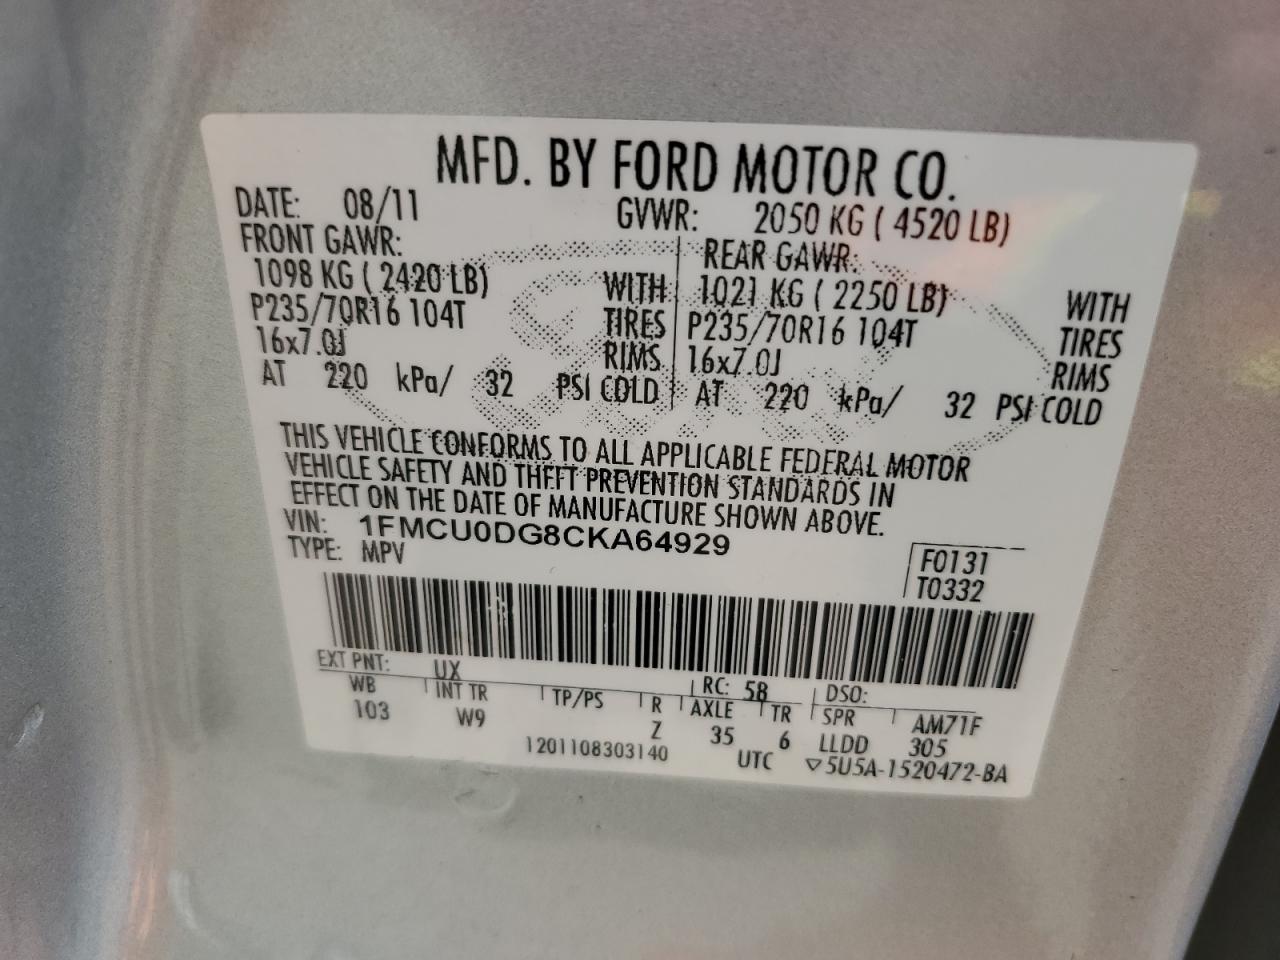 MFD. BY FORD MOTOR CO.
DATE: 08/11 GVWR: 2050 KG ( 4520 LB)
FRONT GAWR: REAR GAWR:
1098 KG ( 2420 LB) WITH 1021 KG ( 2250 LB) WITH
P235/70R16 104T TIRES P235/70R16 104T TIRES
16x7.0J RIMS 16x7.0J RIMS
AT 220 kPa/ 32 PSI COLD AT 220 kPa/ 32 PSI COLD
THIS VEHICLE CONFORMS TO ALL APPLICABLE FEDERAL MOTOR
VEHICLE SAFETY AND THEFT PREVENTION STANDARDS IN
EFFECT ON THE DATE OF MANUFACTURE SHOWN ABOVE.
VIN: 1FMCU0DG8CKA64929
TYPE: MPV
F0131
T0332
EXT PNT: UX RC: 58 DSO:
WB INT TR TP/PS R AXLE TR SPR AM71F
103 W9 Z 35 6 LLDD 305
1201108303140 UTC ▽5U5A-1520472-BA